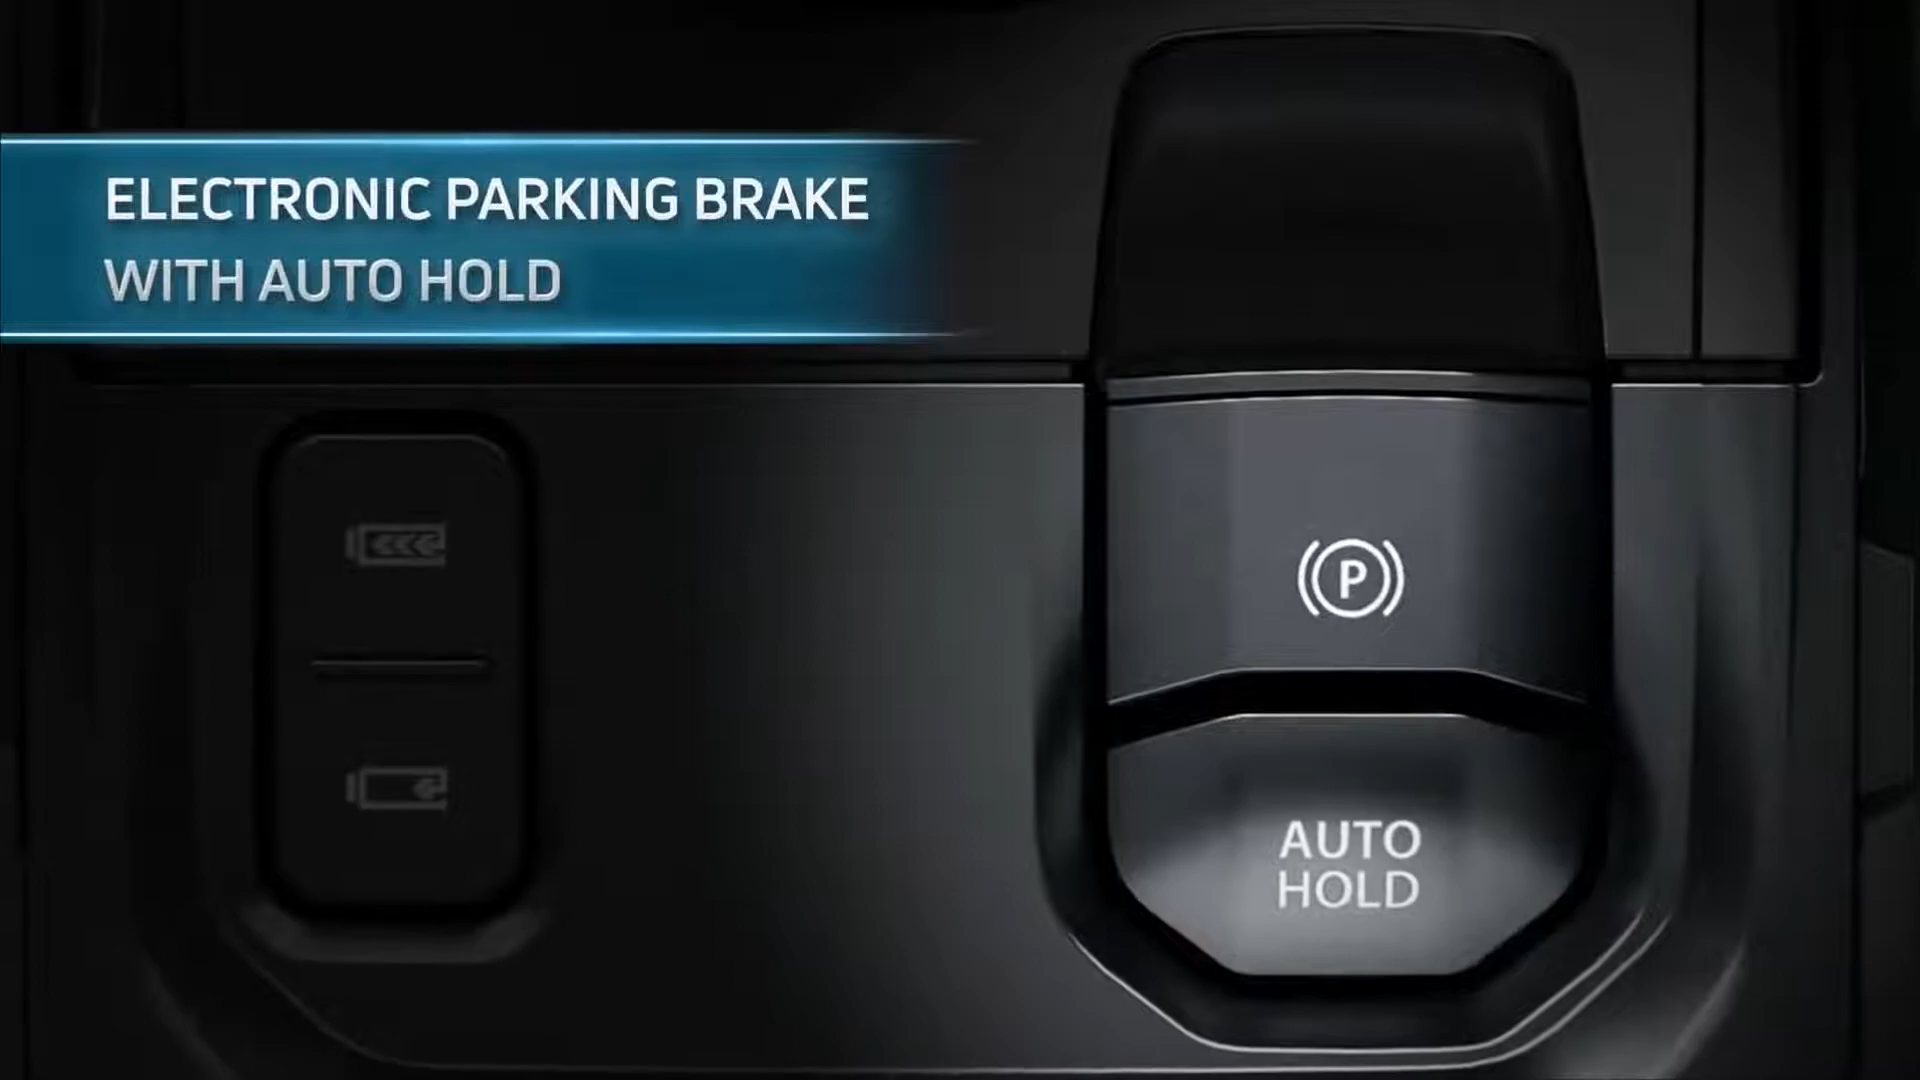 ELECTRONIC PARKING BRAKE
WITH AUTO HOLD
P
AUTO
HOLD